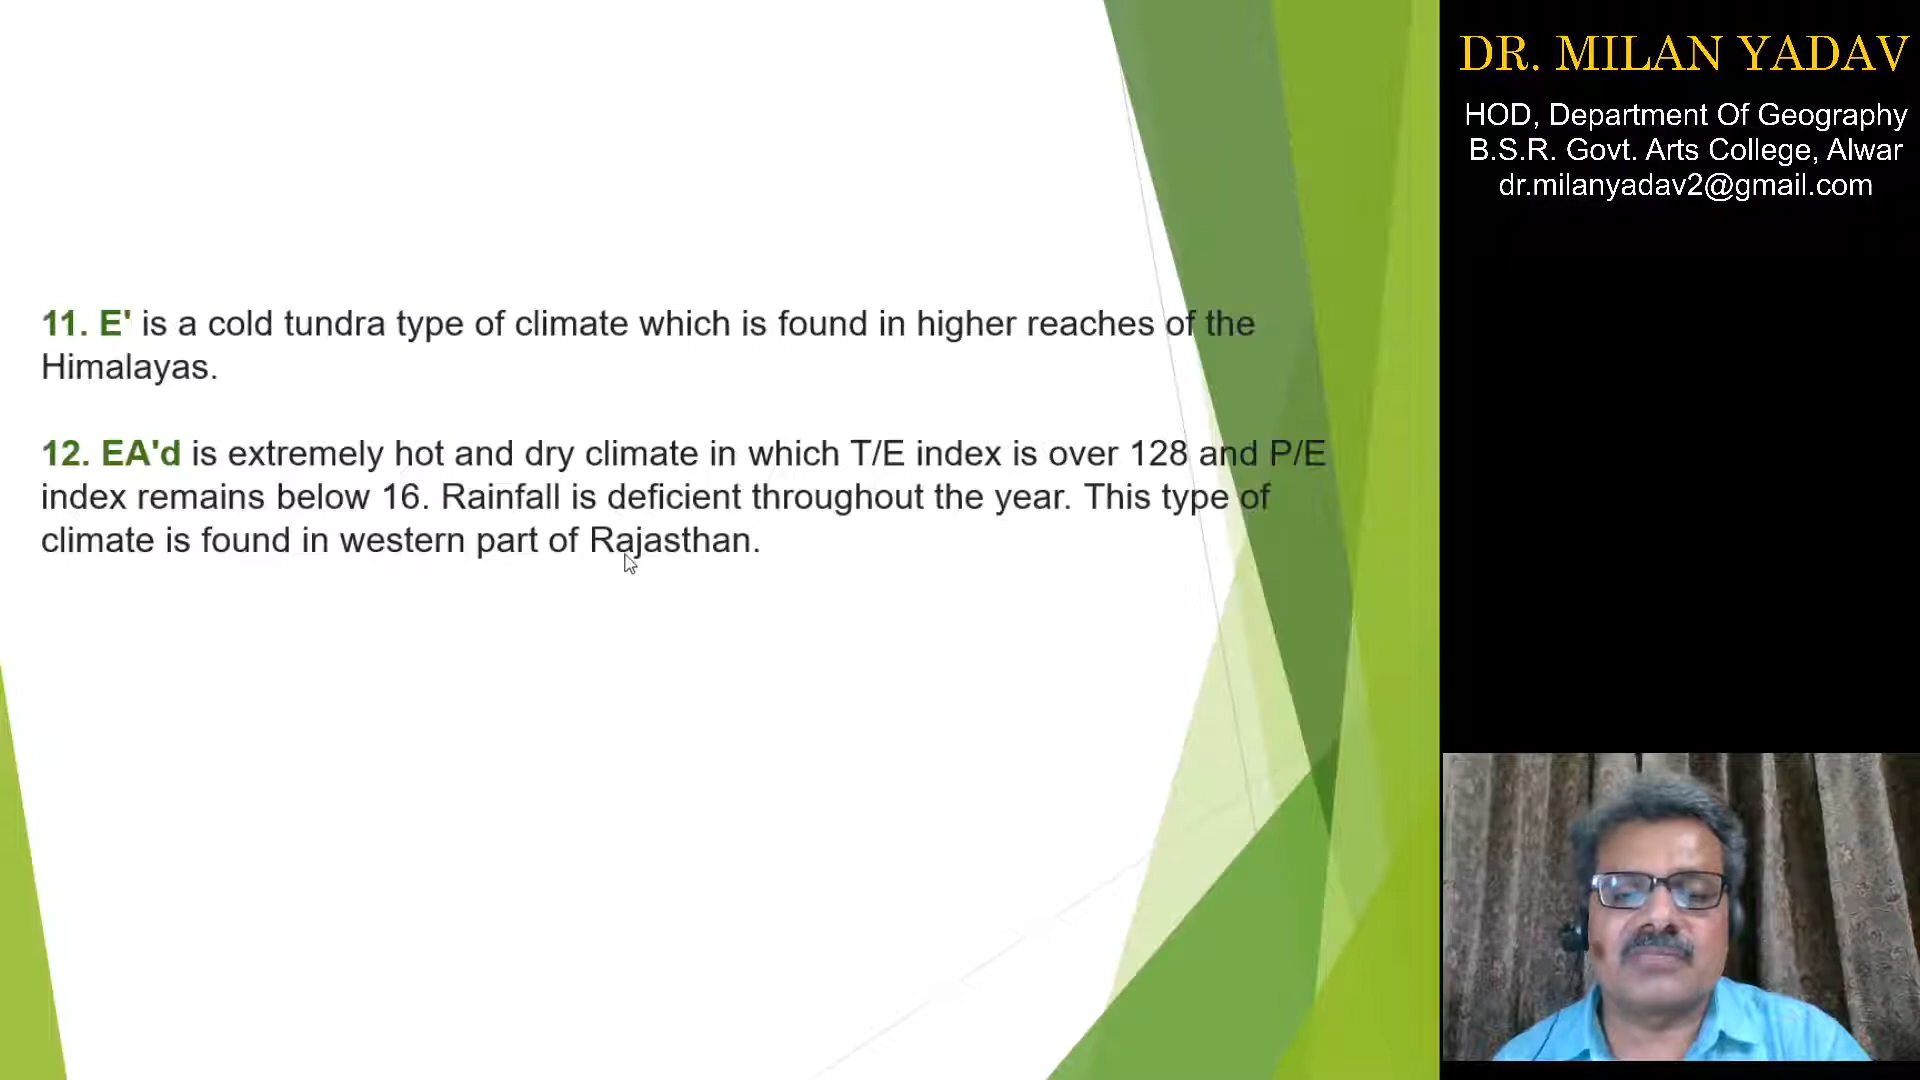 11. E' is a cold tundra type of climate which is found in higher reaches of the
Himalayas.
12. EA'd is extremely hot and dry climate in which T/E index is over 128 and P/E
index remains below 16. Rainfall is deficient throughout the year. This type of
climate is found in western part of Rajasthan.
DR. MILAN YADAV
HOD, Department Of Geography
B.S.R. Govt. Arts College, Alwar
dr.milanyadav2@gmail.com